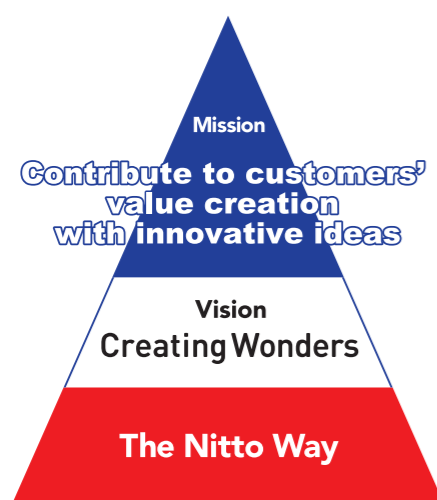 Mission
Contribute to customers’
value creation
with innovative ideas
Vision
Creating Wonders
The Nitto Way